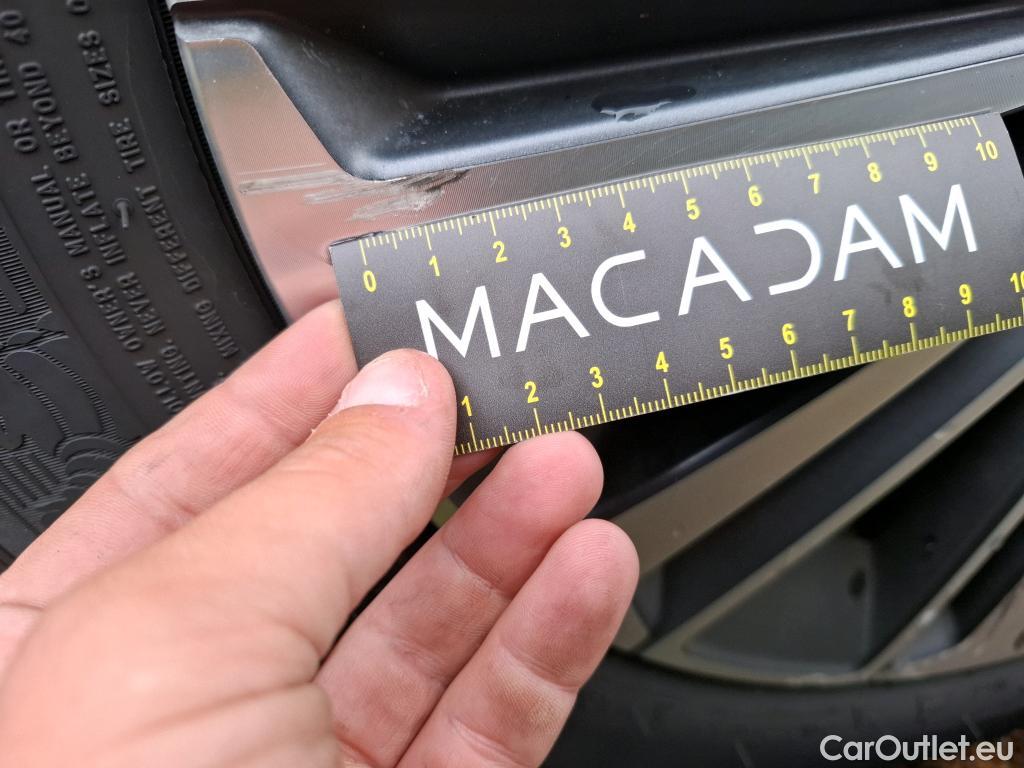 0 1 2 3 4 5 6 7 8 9 10
MACADAM
1 2 3 4 5 6 7 8 9 10
OWNER'S MANUAL OR TIR
NEVER INFLATE BEYOND 40
MIXING DIFFERENT TIRE SIZES O
CarOutlet.eu